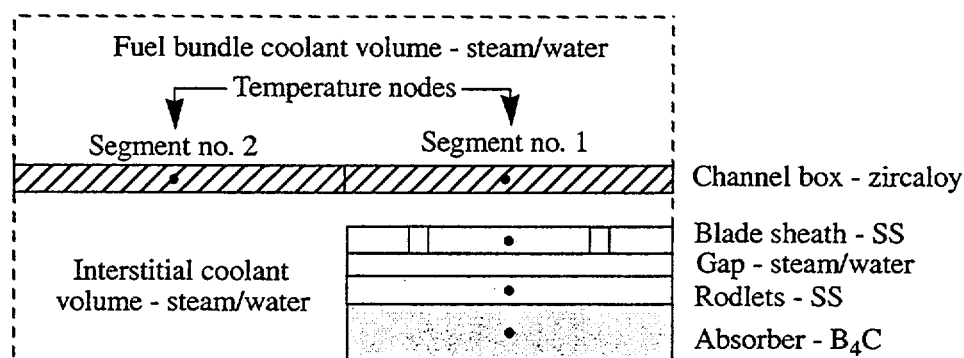 Fuel bundle coolant volume - steam/water
Temperature nodes
Segment no. 2
Segment no. 1
Channel box - zircaloy
Blade sheath - SS
Gap - steam/water
Interstitial coolant
volume - steam/water
Rodlets - SS
Absorber - B₄C